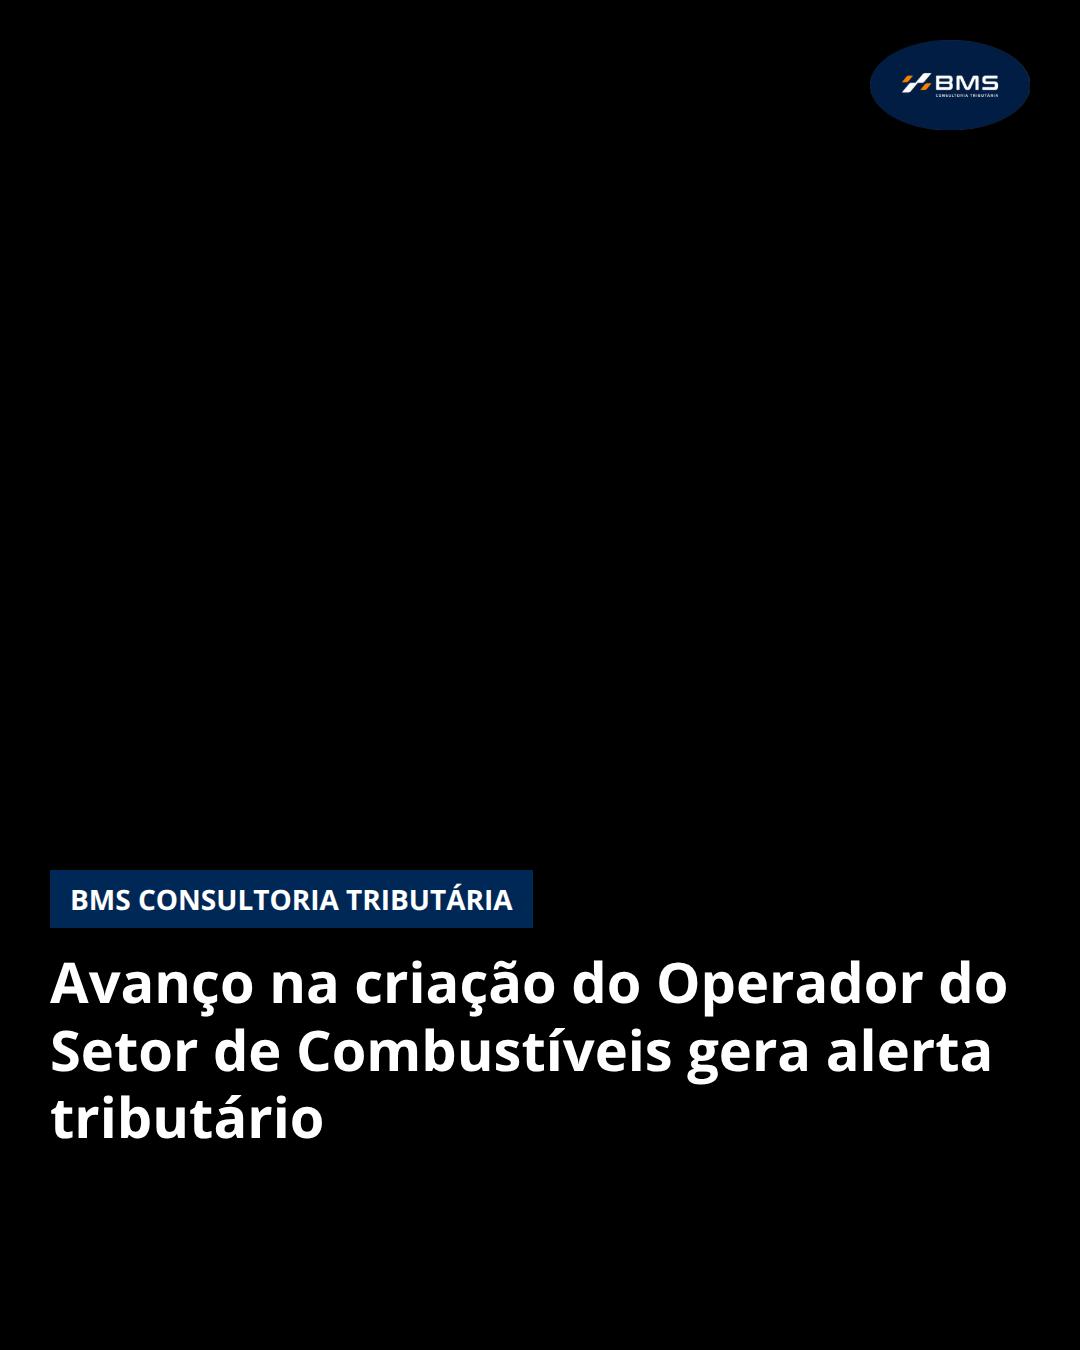 BMS
CONSULTORIA TRIBUTÁRIA
BMS CONSULTORIA TRIBUTÁRIA
Avanço na criação do Operador do
Setor de Combustíveis gera alerta
tributário